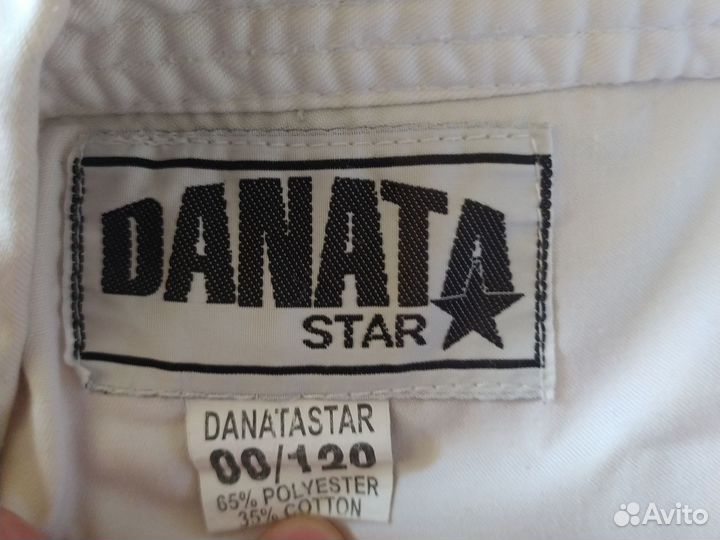 DANATA
STAR
DANATASTAR
00/120
65% POLYESTER
35% COTTON
Avito